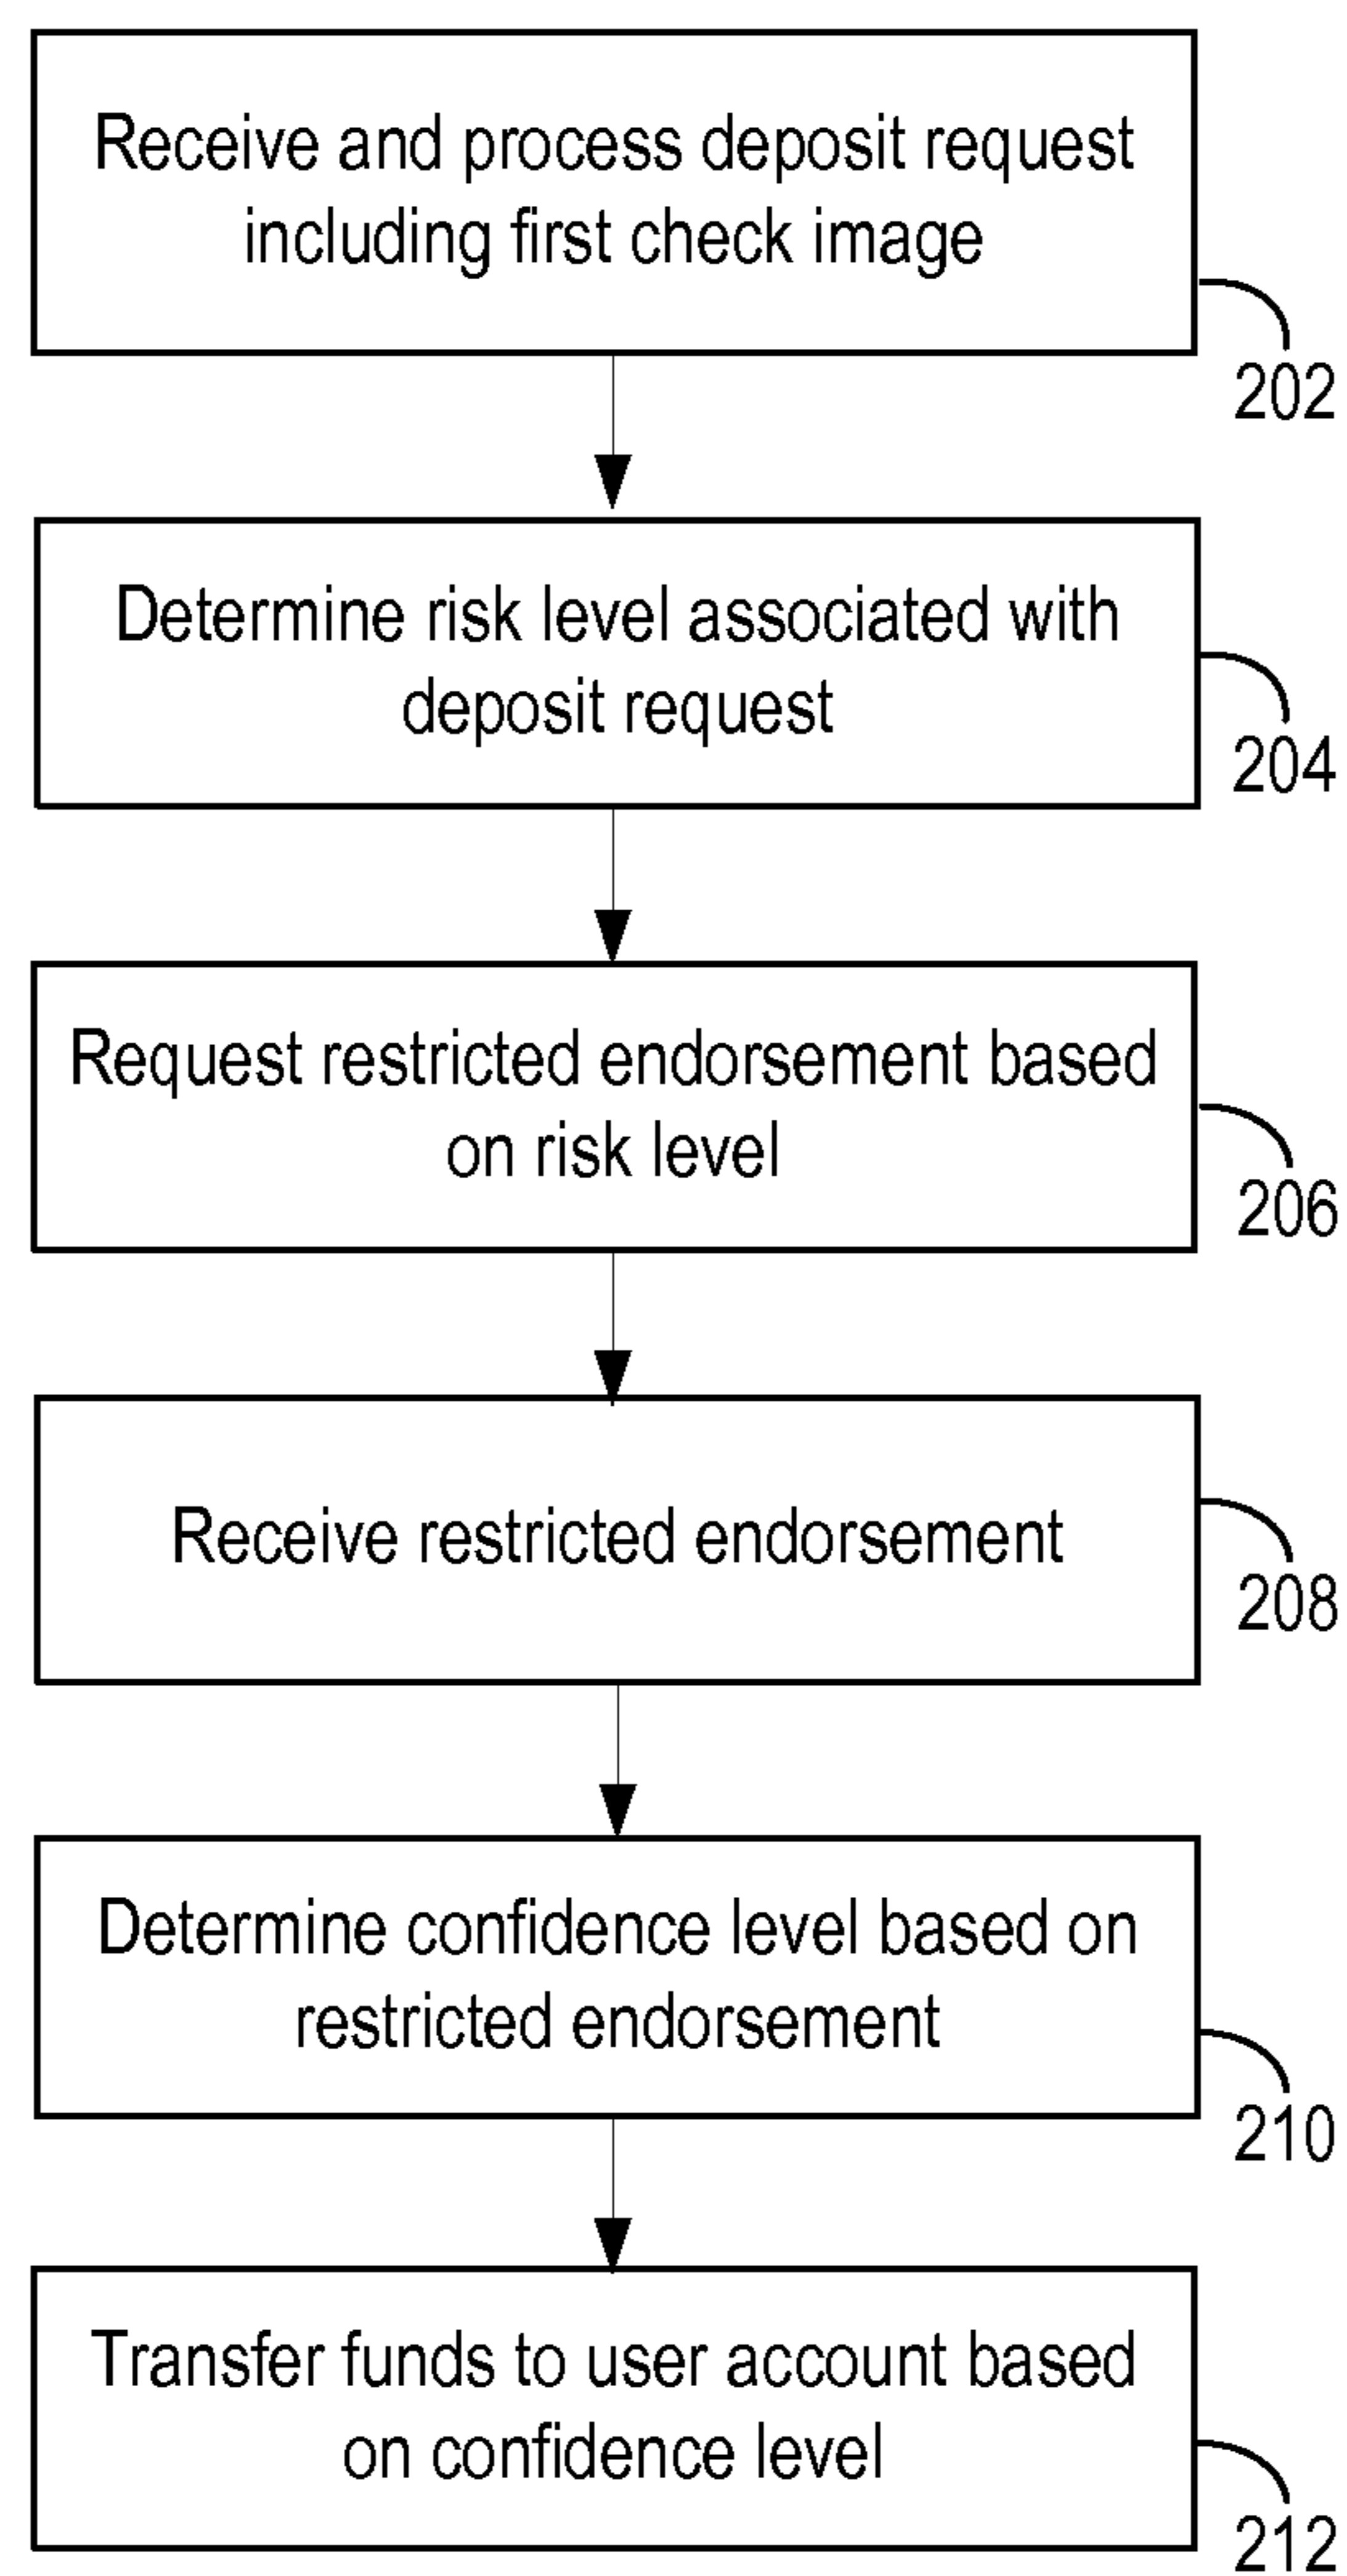 Receive and process deposit request
including first check image
202
Determine risk level associated with
deposit request
204
Request restricted endorsement based
on risk level
206
Receive restricted endorsement
208
Determine confidence level based on
restricted endorsement
210
Transfer funds to user account based
on confidence level
212